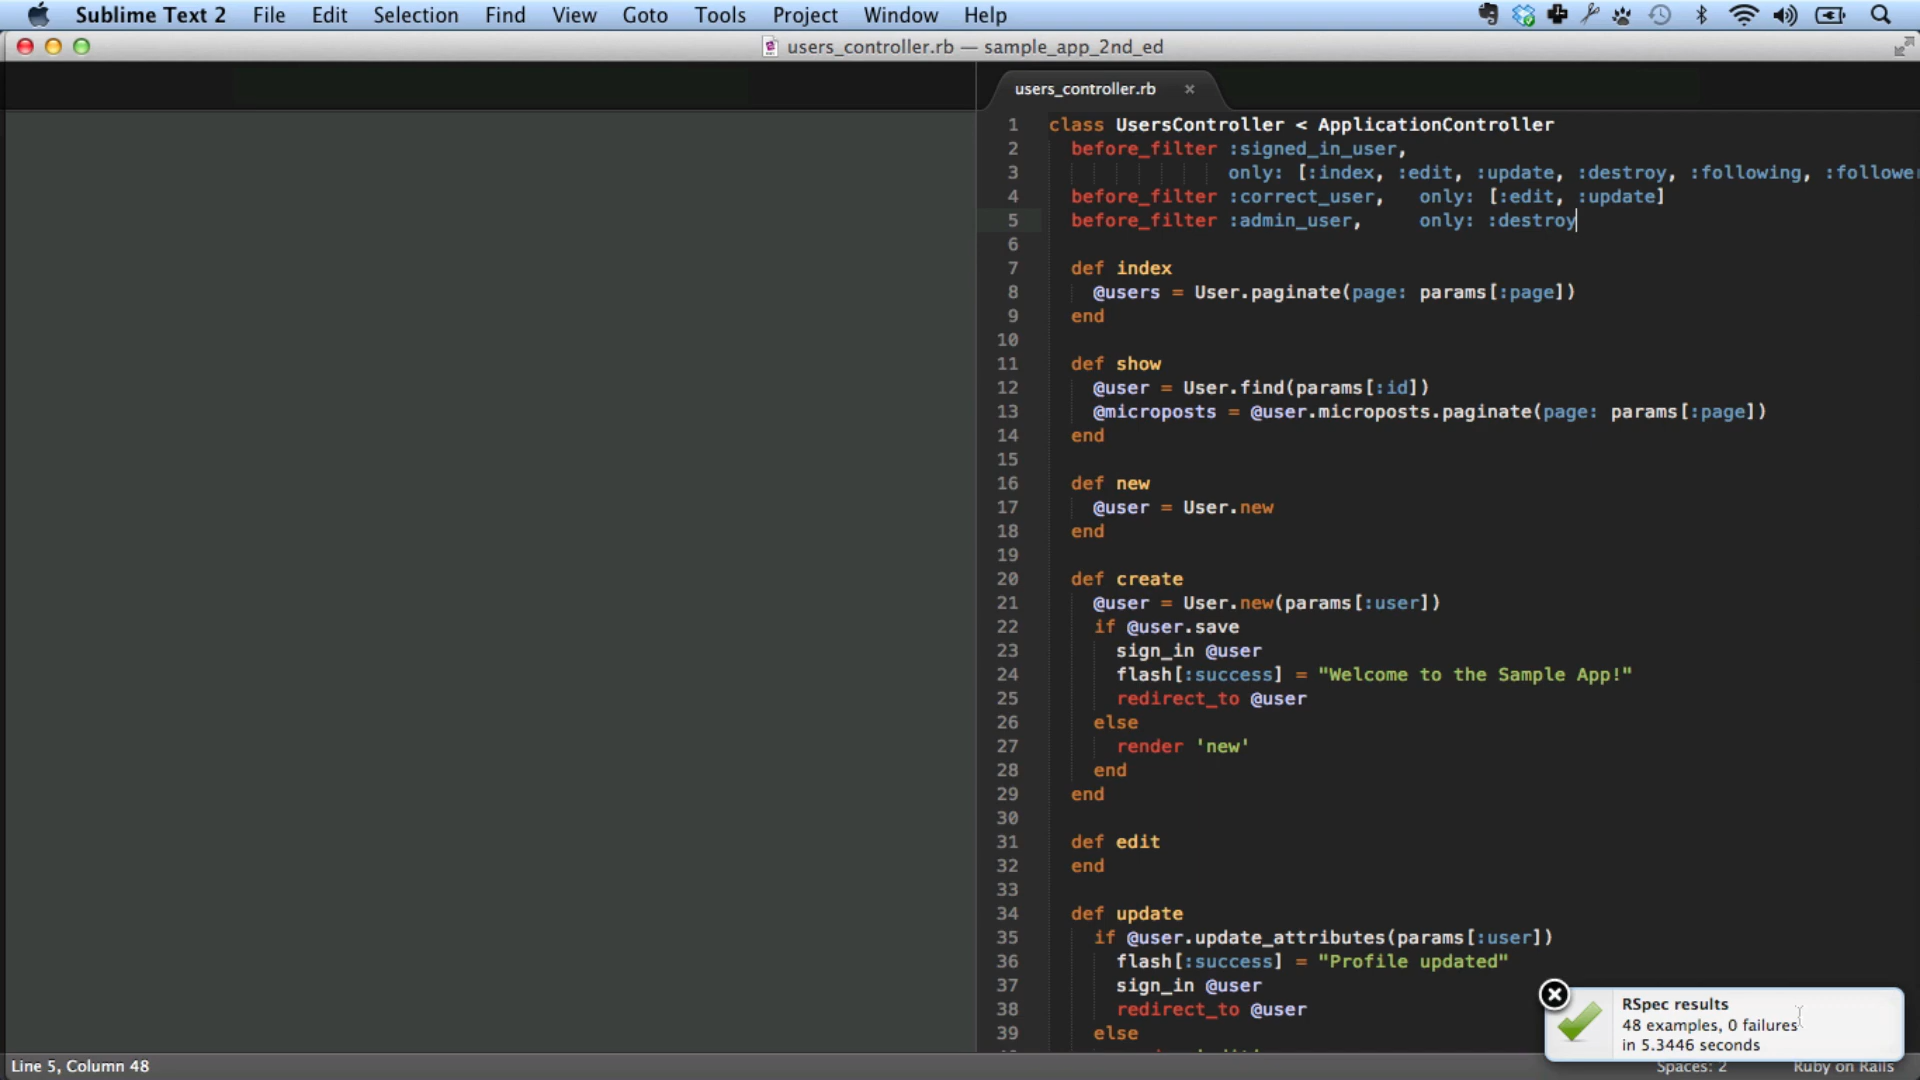 Sublime Text 2 File Edit Selection Find View Goto Tools Project Window Help
users_controller.rb — sample_app_2nd_ed
users_controller.rb ×
1 class UsersController < ApplicationController
2 before_filter :signed_in_user,
3 only: [:index, :edit, :update, :destroy, :following, :follower
4 before_filter :correct_user, only: [:edit, :update]
5 before_filter :admin_user, only: :destroy
6
7 def index
8 @users = User.paginate(page: params[:page])
9 end
10
11 def show
12 @user = User.find(params[:id])
13 @microposts = @user.microposts.paginate(page: params[:page])
14 end
15
16 def new
17 @user = User.new
18 end
19
20 def create
21 @user = User.new(params[:user])
22 if @user.save
23 sign_in @user
24 flash[:success] = "Welcome to the Sample App!"
25 redirect_to @user
26 else
27 render 'new'
28 end
29 end
30
31 def edit
32 end
33
34 def update
35 if @user.update_attributes(params[:user])
36 flash[:success] = "Profile updated"
37 sign_in @user
38 redirect_to @user
39 else
RSpec results
48 examples, 0 failures
in 5.3446 seconds
Line 5, Column 48 Spaces: 2 Ruby on Rails